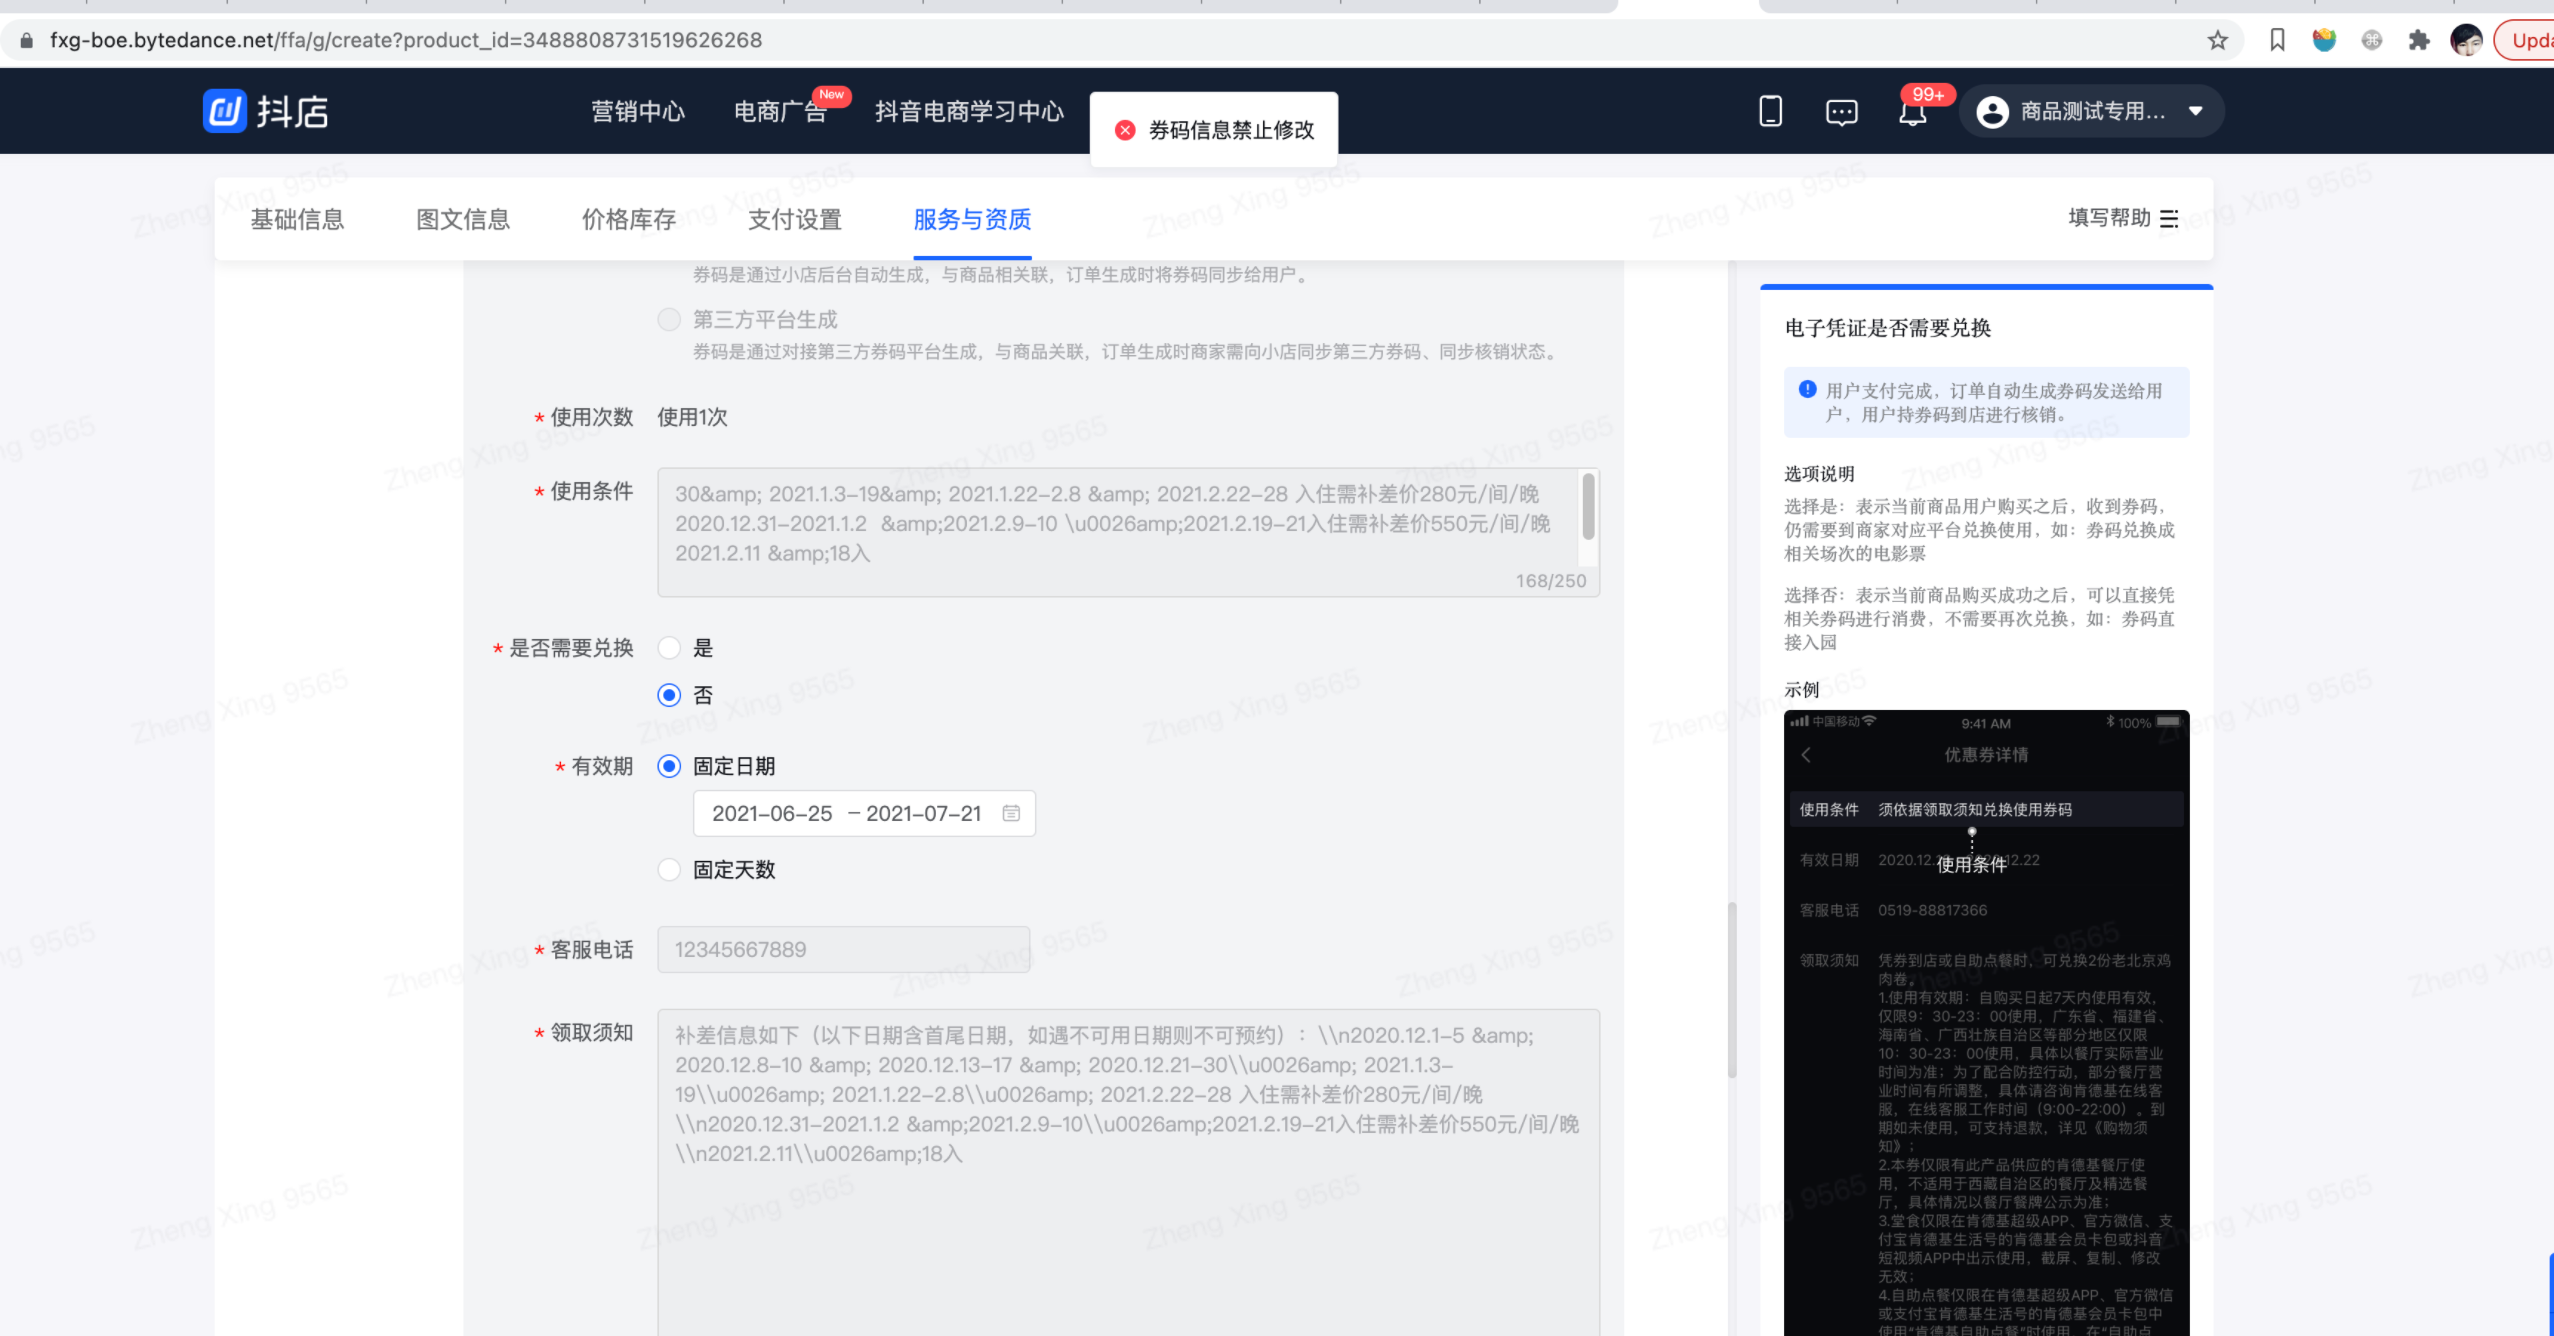 fxg-boe.bytedance.net/ffa/g/create?product_id=3488808731519626268
Upda
抖店
营销中心
电商广告
New
抖音电商学习中心
券码信息禁止修改
99+
商品测试专用...
基础信息
图文信息
价格库存
支付设置
服务与资质
填写帮助
券码是通过小店后台自动生成，与商品相关联，订单生成时将券码同步给用户。
第三方平台生成
券码是通过对接第三方券码平台生成，与商品关联，订单生成时商家需向小店同步第三方券码、同步核销状态。
* 使用次数 使用1次
* 使用条件
30&amp; 2021.1.3-19&amp; 2021.1.22-2.8 &amp; 2021.2.22-28 入住需补差价280元/间/晚
2020.12.31-2021.1.2  &amp;2021.2.9-10 \u0026amp;2021.2.19-21入住需补差价550元/间/晚
2021.2.11 &amp;18入
168/250
* 是否需要兑换 是
否
* 有效期 固定日期
2021-06-25 – 2021-07-21
固定天数
* 客服电话 12345667889
* 领取须知
补差信息如下（以下日期含首尾日期，如遇不可用日期则不可预约）：\\n2020.12.1-5 &amp;
2020.12.8-10 &amp; 2020.12.13-17 &amp; 2020.12.21-30\\u0026amp; 2021.1.3-
19\\u0026amp; 2021.1.22-2.8\\u0026amp; 2021.2.22-28 入住需补差价280元/间/晚
\\n2020.12.31-2021.1.2 &amp;2021.2.9-10\\u0026amp;2021.2.19-21入住需补差价550元/间/晚
\\n2021.2.11\\u0026amp;18入
电子凭证是否需要兑换
用户支付完成，订单自动生成券码发送给用
户，用户持券码到店进行核销。
选项说明
选择是：表示当前商品用户购买之后，收到券码，
仍需要到商家对应平台兑换使用，如：券码兑换成
相关场次的电影票
选择否：表示当前商品购买成功之后，可以直接凭
相关券码进行消费，不需要再次兑换，如：券码直
接入园
示例
中国移动
9:41 AM
100%
优惠券详情
使用条件 须依据领取须知兑换使用券码
有效日期 2020.12.
12.22
使用条件
客服电话 0519-88817366
领取须知 凭券到店或自助点餐时，可兑换2份老北京鸡
肉卷。
1.使用有效期：自购买日起7天内使用有效，
仅限9：30-23：00使用，广东省、福建省、
海南省、广西壮族自治区等部分地区仅限
10：30-23：00使用，具体以餐厅实际营业
时间为准；为了配合防控行动，部分餐厅营
业时间有所调整，具体请咨询肯德基在线客
服，在线客服工作时间（9:00-22:00）。到
期如未使用，可支持退款，详见《购物须
知》；
2.本券仅限有此产品供应的肯德基餐厅使
用，不适用于西藏自治区的餐厅及精选餐
厅，具体情况以餐厅餐牌公示为准；
3.堂食仅限在肯德基超级APP、官方微信、支
付宝肯德基生活号的肯德基会员卡包或抖音
短视频APP中出示使用，截屏、复制、修改
无效；
4.自助点餐仅限在肯德基超级APP、官方微信
或支付宝肯德基生活号的肯德基会员卡包中
使用“肯德基自助点餐”时使用，在“自助点
Zheng Xing 9565